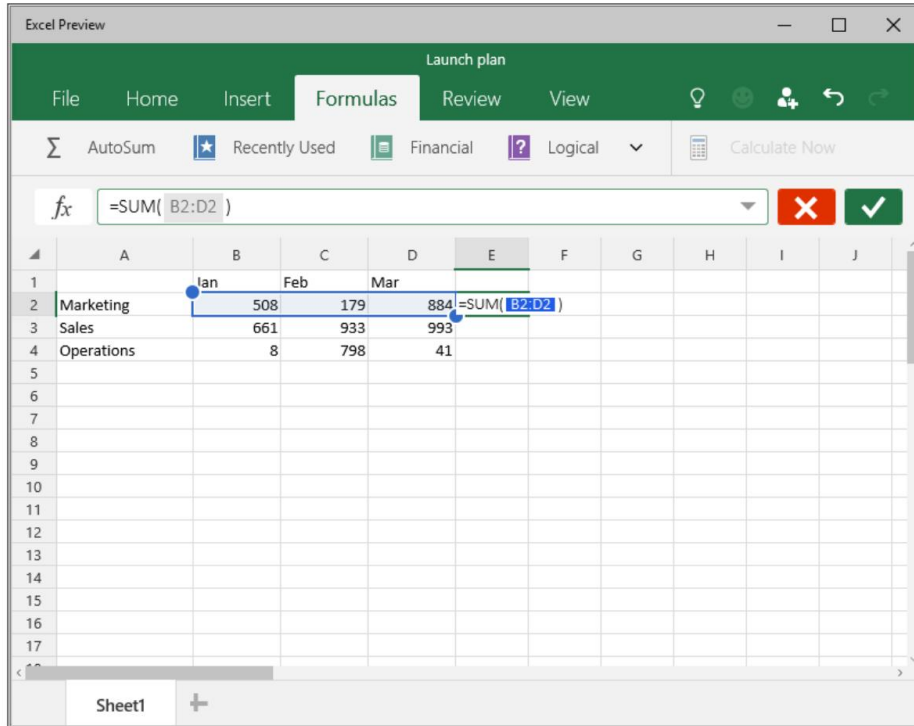 Excel Preview
Launch plan
File Home Insert Formulas Review View
AutoSum Recently Used Financial Logical Calculate Now
fx =SUM( B2:D2 )
A B C D E F G H I J
1 Jan Feb Mar
2 Marketing 508 179 884 =SUM( B2:D2 )
3 Sales 661 933 993
4 Operations 8 798 41
5
6
7
8
9
10
11
12
13
14
15
16
17
Sheet1